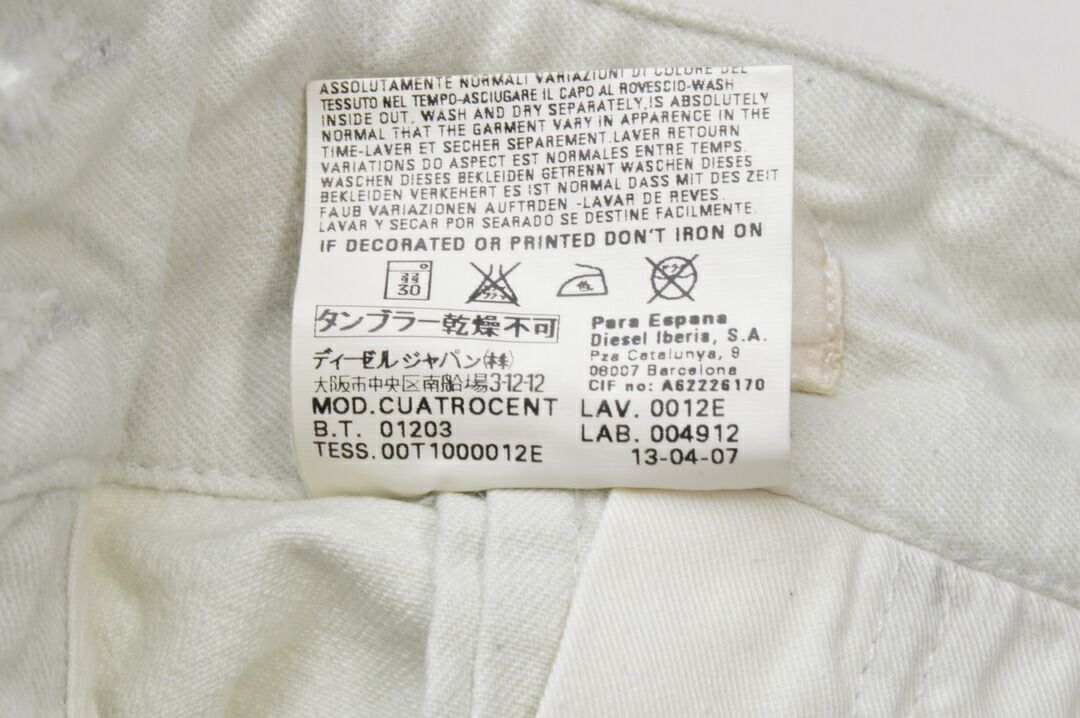 ASSOLUTAMENTE NORMALI VARIAZIONI DI COLORE DEL
TESSUTO NEL TEMPO-ASCIUGARE IL CAPO AL ROVESCIO-WASH
INSIDE OUT, WASH AND DRY SEPARATELY,IS ABSOLUTELY
NORMAL THAT THE GARMENT VARY IN APPARENCE IN THE
TIME-LAVER ET SECHER SEPAREMENT.LAVER RETOURN
VARIATIONS DO ASPECT EST NORMALES ENTRE TEMPS.
WASCHEN DIESES BEKLEIDEN GETRENNT WASCHEN DIESES
BEKLEIDEN VERKEHERT ES IST NORMAL DASS MIT DES ZEIT
FAUB VARIAZIONEN AUFTRDEN -LAVAR DE REVES.
LAVAR Y SECAR POR SEARADO SE DESTINE FACILMENTE.
IF DECORATED OR PRINTED DON'T IRON ON
30 低
タンブラー乾燥不可
ディーゼルジャパン㈱
大阪市中央区南船場3-12-12
Para Espana
Diesel Iberia, S.A.
Pza Catalunya, 9
08007 Barcelona
CIF no: A62226170
MOD.CUATROCENT LAV. 0012E
B.T. 01203 LAB. 004912
TESS.00T1000012E 13-04-07